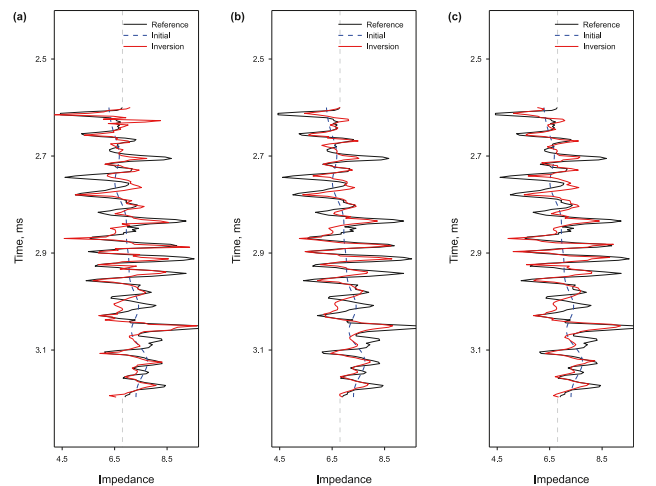 (a)
Reference
Initial
Inversion
2.5
2.7
2.9
3.1
Time, ms
4.5 6.5 8.5
Impedance
(b)
Reference
Initial
Inversion
2.5
2.7
2.9
3.1
Time, ms
4.5 6.5 8.5
Impedance
(c)
Reference
Initial
Inversion
2.5
2.7
2.9
3.1
Time, ms
4.5 6.5 8.5
Impedance